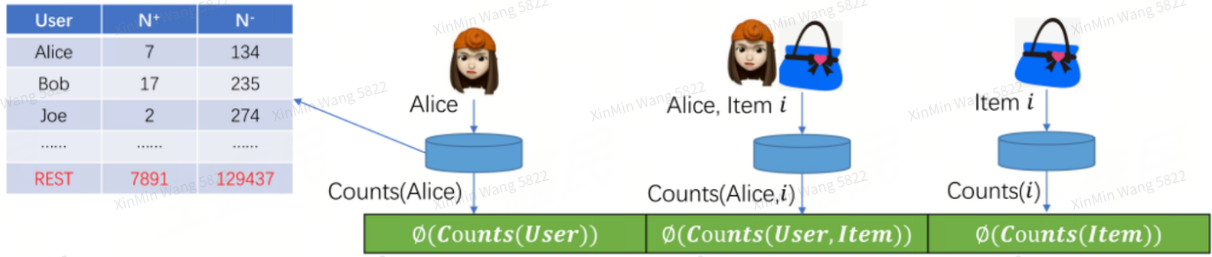 User N⁺ N⁻
Alice 7 134
Bob 17 235
Joe 2 274
...... ...... ......
REST 7891 129437
Alice
Alice, Item i
Item i
Counts(Alice)
Counts(Alice,i)
Counts(i)
∅(Counts(User))
∅(Counts(User, Item))
∅(Counts(Item))
XinMin Wang 5822